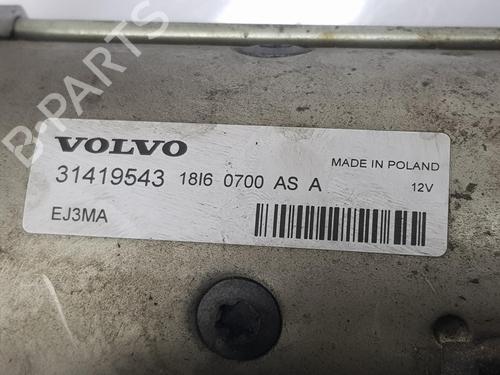 B-PARTS
VOLVO
MADE IN POLAND
31419543 18I6 0700 AS A
12V
EJ3MA